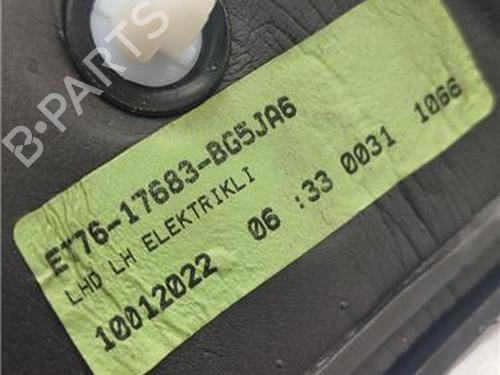 B-PARTS
ET76-17683-BG5JA6
LHD LH ELEKTRIKLI
10012022 06:33 0031 1066